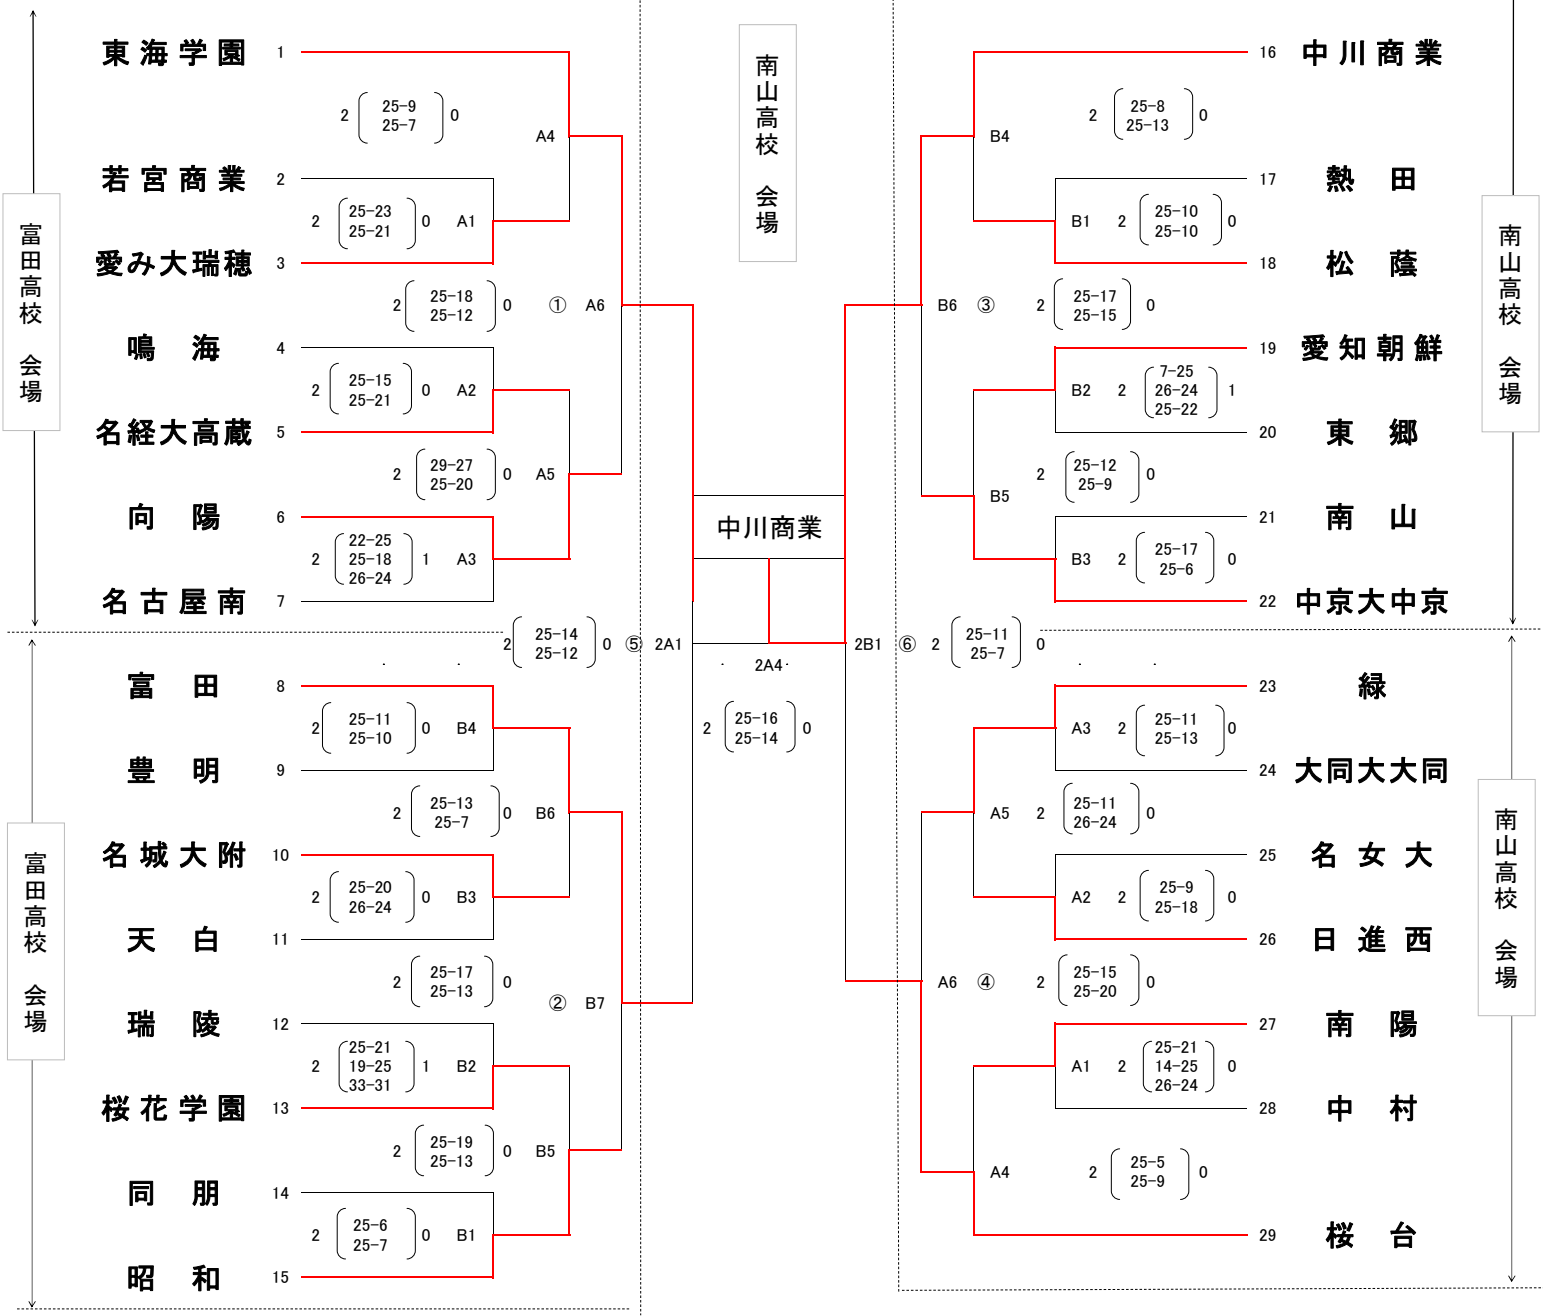 東海学園 1
2 25-9 0
25-7
A4
若宮商業 2
2 25-23 0 A1
25-21
愛み大瑞穂 3
2 25-18 0 ① A6
25-12
鳴海 4
2 25-15 0 A2
25-21
名経大高蔵 5
2 29-27 0 A5
25-20
向陽 6
2 22-25 1 A3
25-18
26-24
名古屋南 7
富田高校 会場
2 25-14 0 ⑤ 2A1
25-12
富田 8
2 25-11 0 B4
25-10
豊明 9
2 25-13 0 B6
25-7
名城大附 10
2 25-20 0 B3
26-24
天白 11
2 25-17 0 ② B7
25-13
瑞陵 12
2 25-21 1 B2
19-25
33-31
桜花学園 13
2 25-19 0 B5
25-13
同朋 14
2 25-6 0 B1
25-7
昭和 15
富田高校 会場
南山高校 会場
中川商業
2A4
2 25-16 0
25-14
16 中川商業
B4 2 25-8 0
25-13
17 熱田
B1 2 25-10 0
25-10
18 松蔭
B6 ③ 2 25-17 0
25-15
19 愛知朝鮮
B2 2 7-25 1
26-24
25-22
20 東郷
2 25-12 0
25-9
B5
21 南山
B3 2 25-17 0
25-6
22 中京大中京
南山高校 会場
2B1 ⑥ 2 25-11 0
25-7
23 緑
A3 2 25-11 0
25-13
24 大同大大同
A5 2 25-11 0
26-24
25 名女大
A2 2 25-9 0
25-18
26 日進西
A6 ④ 2 25-15 0
25-20
27 南陽
A1 2 25-21 0
14-25
26-24
28 中村
A4 2 25-5 0
25-9
29 桜台
南山高校 会場